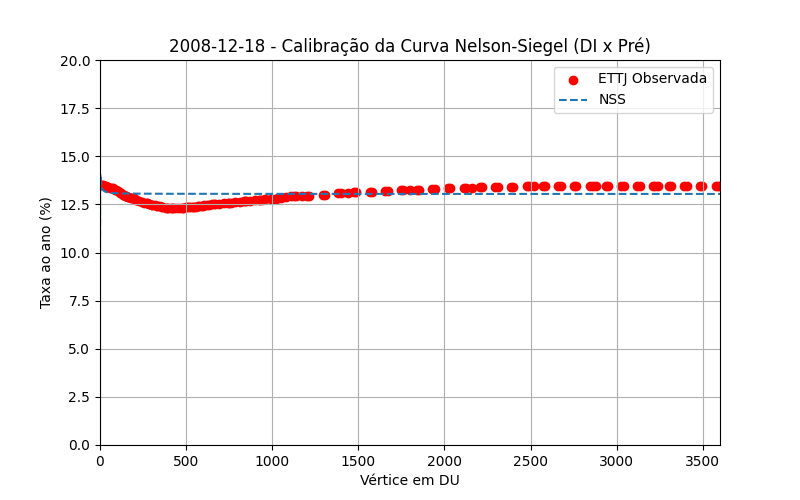 2008-12-18 - Calibração da Curva Nelson-Siegel (DI x Pré)
ETTJ Observada
NSS
Taxa ao ano (%)
20.0
17.5
15.0
12.5
10.0
7.5
5.0
2.5
0.0
0 500 1000 1500 2000 2500 3000 3500
Vértice em DU